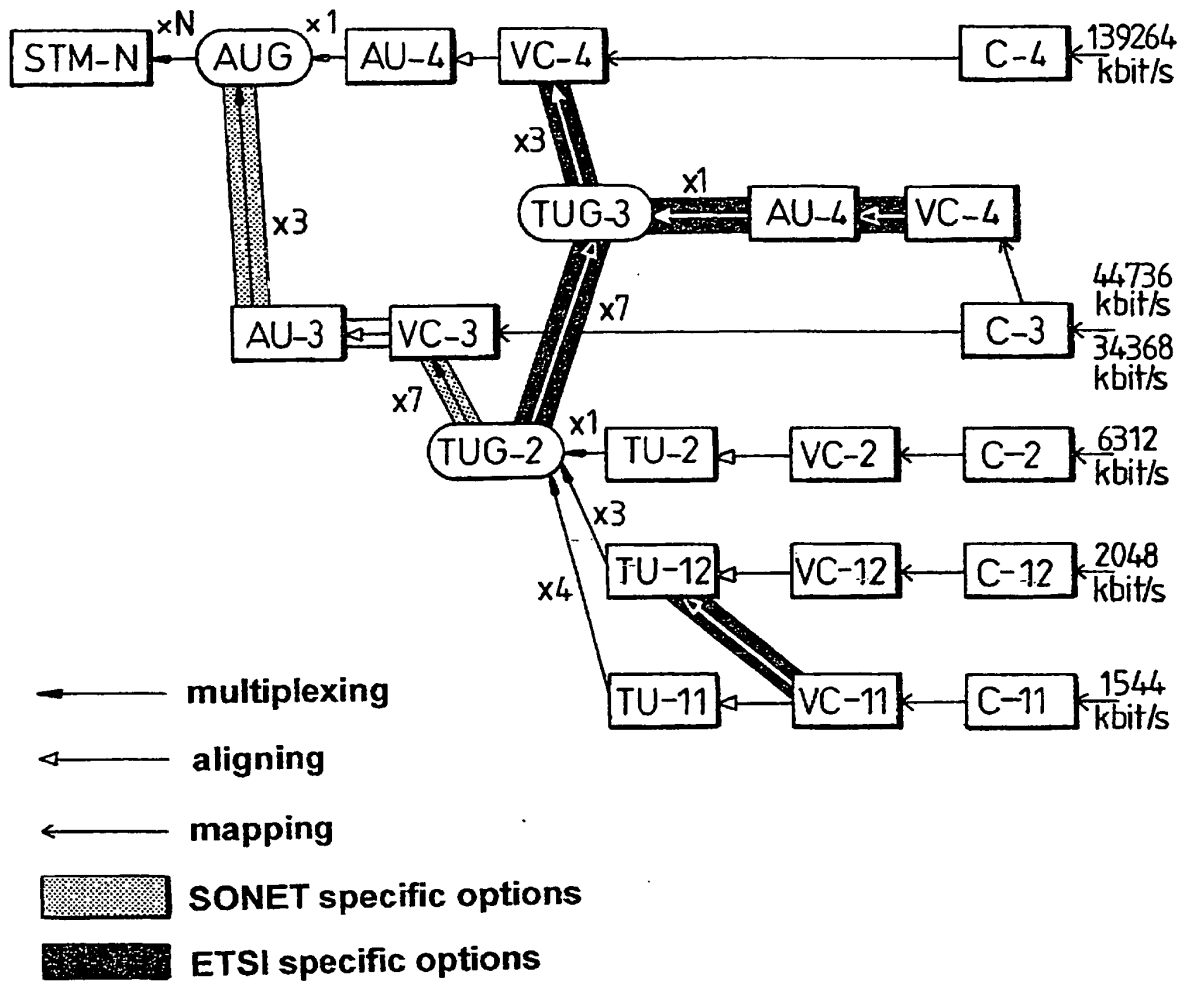 xN
x1
STM-N
AUG
AU-4
VC-4
C-4
139264
kbit/s
x3
x1
TUG-3
AU-4
VC-4
x3
44736
kbit/s
x7
AU-3
VC-3
C-3
34368
kbit/s
x7
x1
TUG-2
TU-2
VC-2
C-2
6312
kbit/s
x3
TU-12
VC-12
C-12
2048
kbit/s
x4
TU-11
VC-11
C-11
1544
kbit/s
multiplexing
aligning
mapping
SONET specific options
ETSI specific options